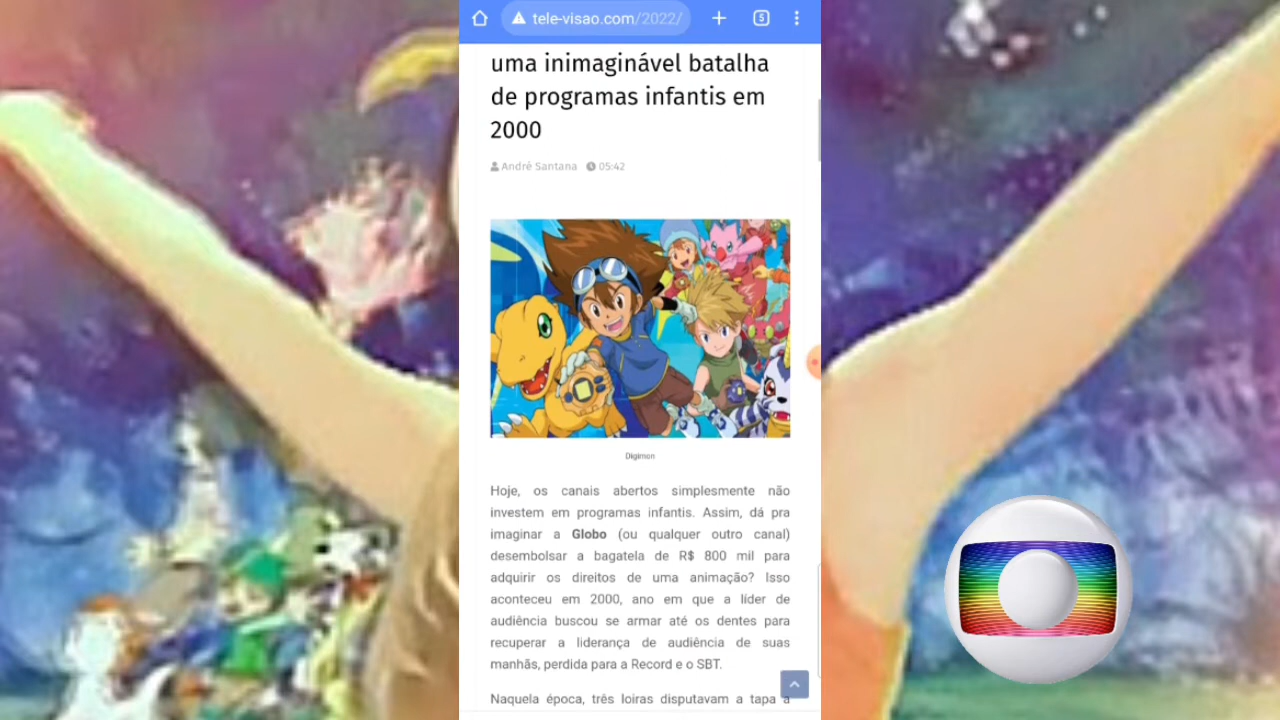 tele-visao.com/2022/
5
uma inimaginável batalha
de programas infantis em
2000
André Santana 05:42
Digimon
Hoje, os canais abertos simplesmente não
investem em programas infantis. Assim, dá pra
imaginar a Globo (ou qualquer outro canal)
desembolsar a bagatela de R$ 800 mil para
adquirir os direitos de uma animação? Isso
aconteceu em 2000, ano em que a líder de
audiência buscou se armar até os dentes para
recuperar a liderança de audiência de suas
manhãs, perdida para a Record e o SBT.
Naquela época, três loiras disputavam a tapa a